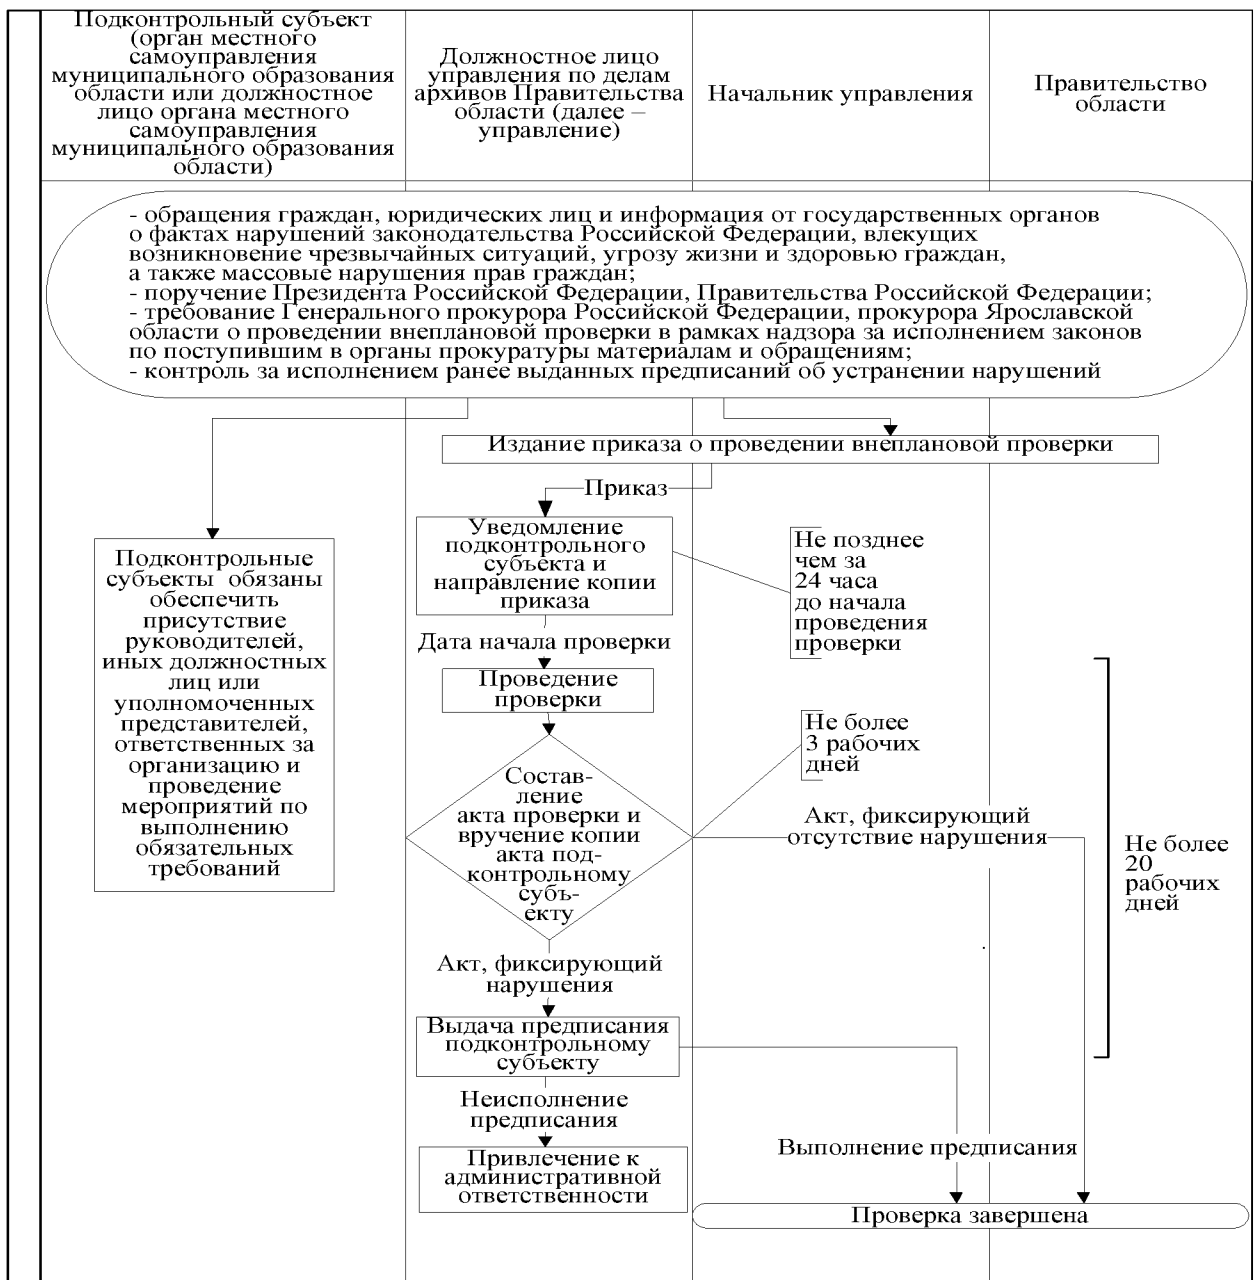 Подконтрольный субъект
(орган местного
самоуправления
муниципального образования
области или должностное
лицо органа местного
самоуправления
муниципального образования
области)
Должностное лицо
управления по делам
архивов Правительства
области (далее –
управление)
Начальник управления
Правительство
области
- обращения граждан, юридических лиц и информация от государственных органов
о фактах нарушений законодательства Российской Федерации, влекущих
возникновение чрезвычайных ситуаций, угрозу жизни и здоровью граждан,
а также массовые нарушения прав граждан;
- поручение Президента Российской Федерации, Правительства Российской Федерации;
- требование Генерального прокурора Российской Федерации, прокурора Ярославской
области о проведении внеплановой проверки в рамках надзора за исполнением законов
по поступившим в органы прокуратуры материалам и обращениям;
- контроль за исполнением ранее выданных предписаний об устранении нарушений
Издание приказа о проведении внеплановой проверки
Приказ
Уведомление
подконтрольного
субъекта и
направление копии
приказа
Не позднее
чем за
24 часа
до начала
проведения
проверки
Подконтрольные
субъекты обязаны
обеспечить
присутствие
руководителей,
иных должностных
лиц или
уполномоченных
представителей,
ответственных за
организацию и
проведение
мероприятий по
выполнению
обязательных
требований
Дата начала проверки
Проведение
проверки
Не более
3 рабочих
дней
Состав-
ление
акта проверки и
вручение копии
акта под-
контрольному
субъ-
екту
Акт, фиксирующий
отсутствие нарушения
Не более
20
рабочих
дней
Акт, фиксирующий
нарушения
Выдача предписания
подконтрольному
субъекту
Неисполнение
предписания
Выполнение предписания
Привлечение к
административной
ответственности
Проверка завершена